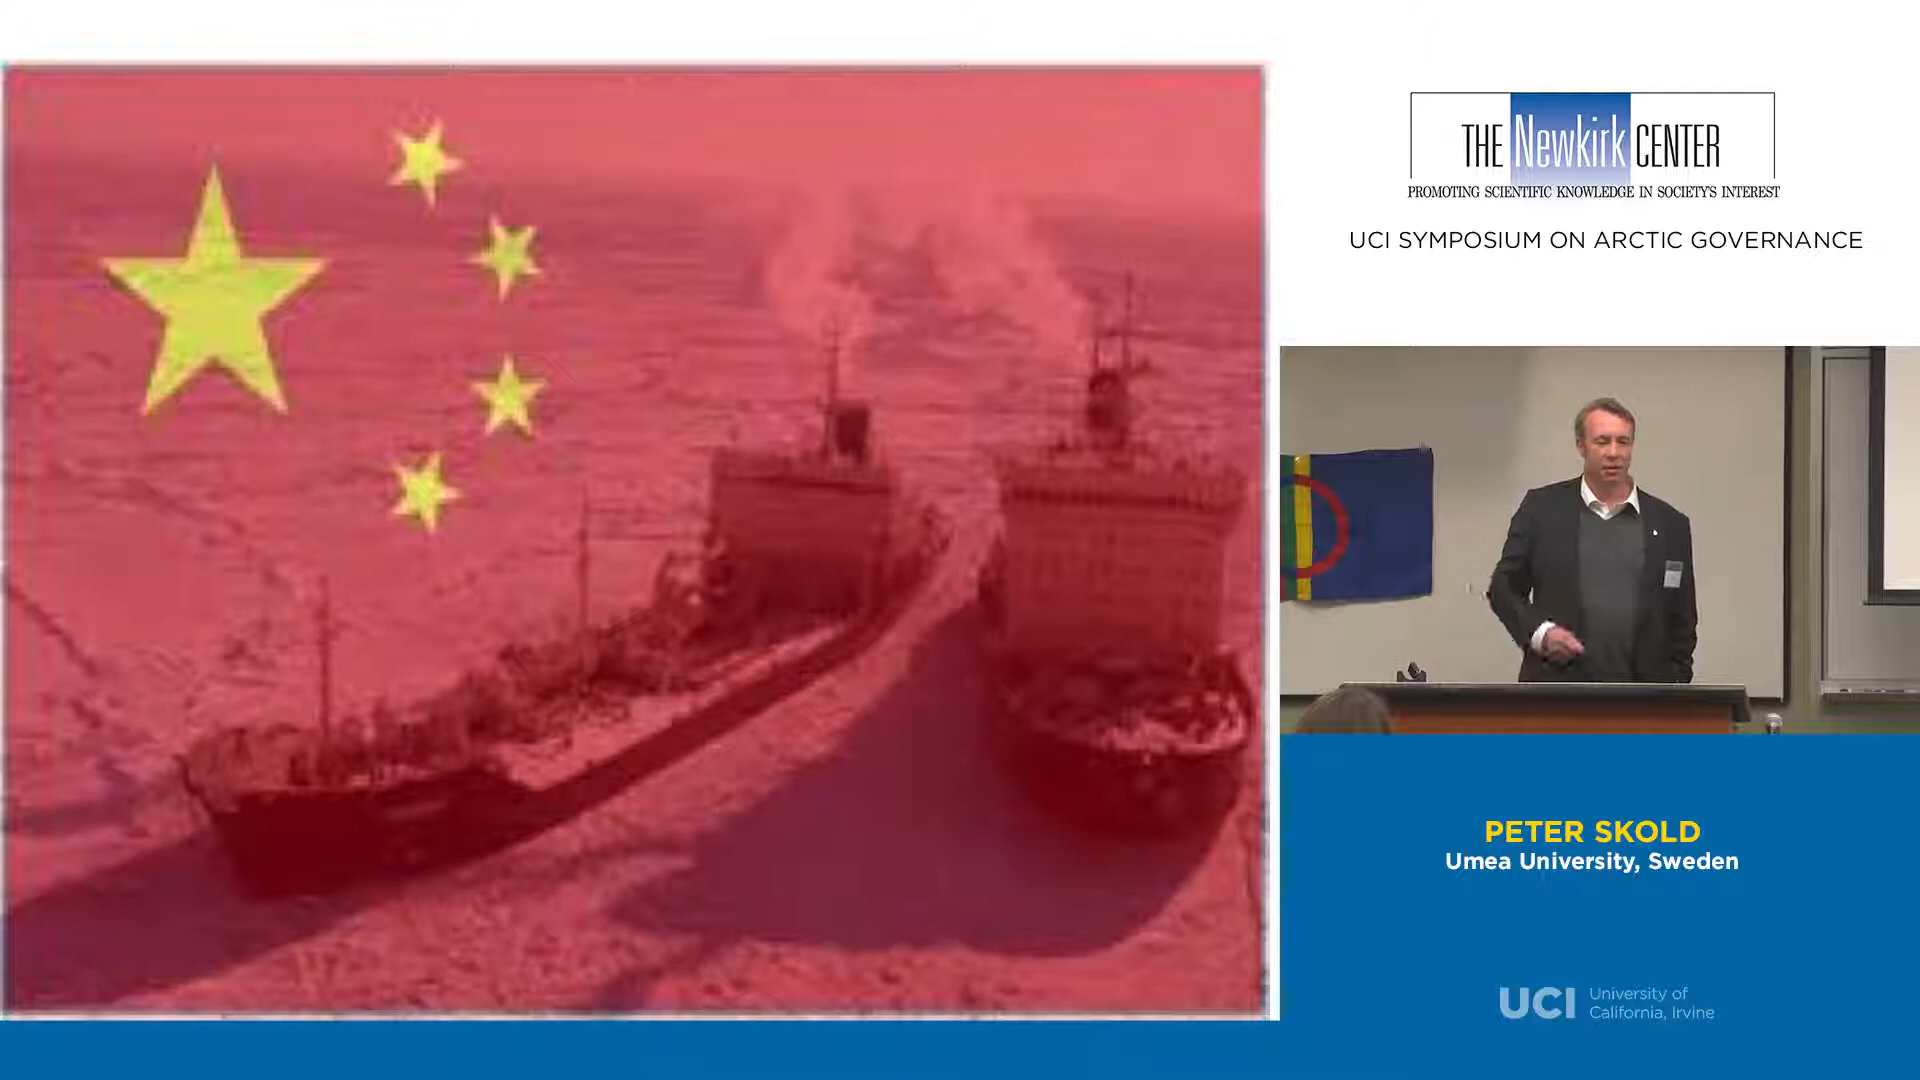 THE Newkirk CENTER
PROMOTING SCIENTIFIC KNOWLEDGE IN SOCIETY'S INTEREST
UCI SYMPOSIUM ON ARCTIC GOVERNANCE
PETER SKOLD
Umea University, Sweden
UCI University of
California, Irvine